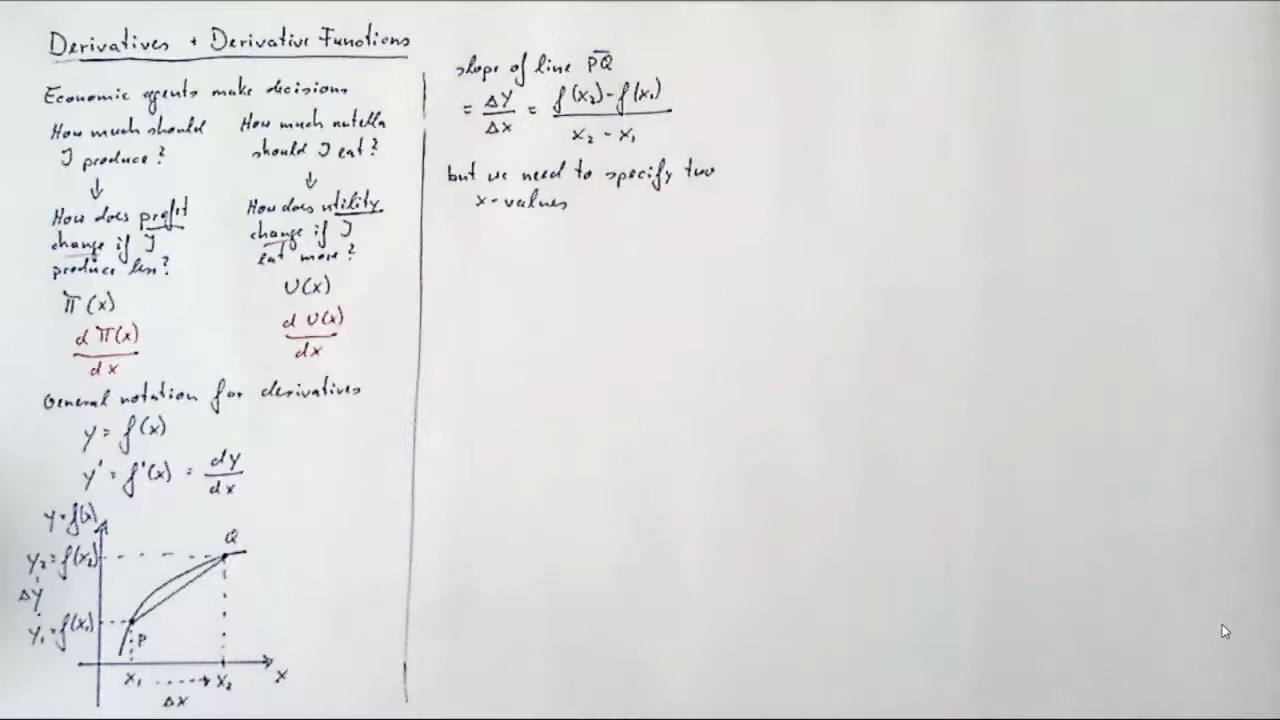 Derivatives + Derivative Functions
Economic agents make decisions
How much should
I produce?
How much nutella
should I eat?
↓
↓
How does profit
change if I
produce less?
How does utility
change if I
eat more?
π(x)
U(x)
d π(x)
dx
d U(x)
dx
General notation for derivatives
y = f(x)
y' = f'(x) = dy/dx
y=f(x)
y₂=f(x₂)
Δy
y₁=f(x₁)
Q
P
x₁
x₂
x
Δx
slope of line PQ
= Δy/Δx = f(x₂)-f(x₁)
x₂ - x₁
but we need to specify two
x-values